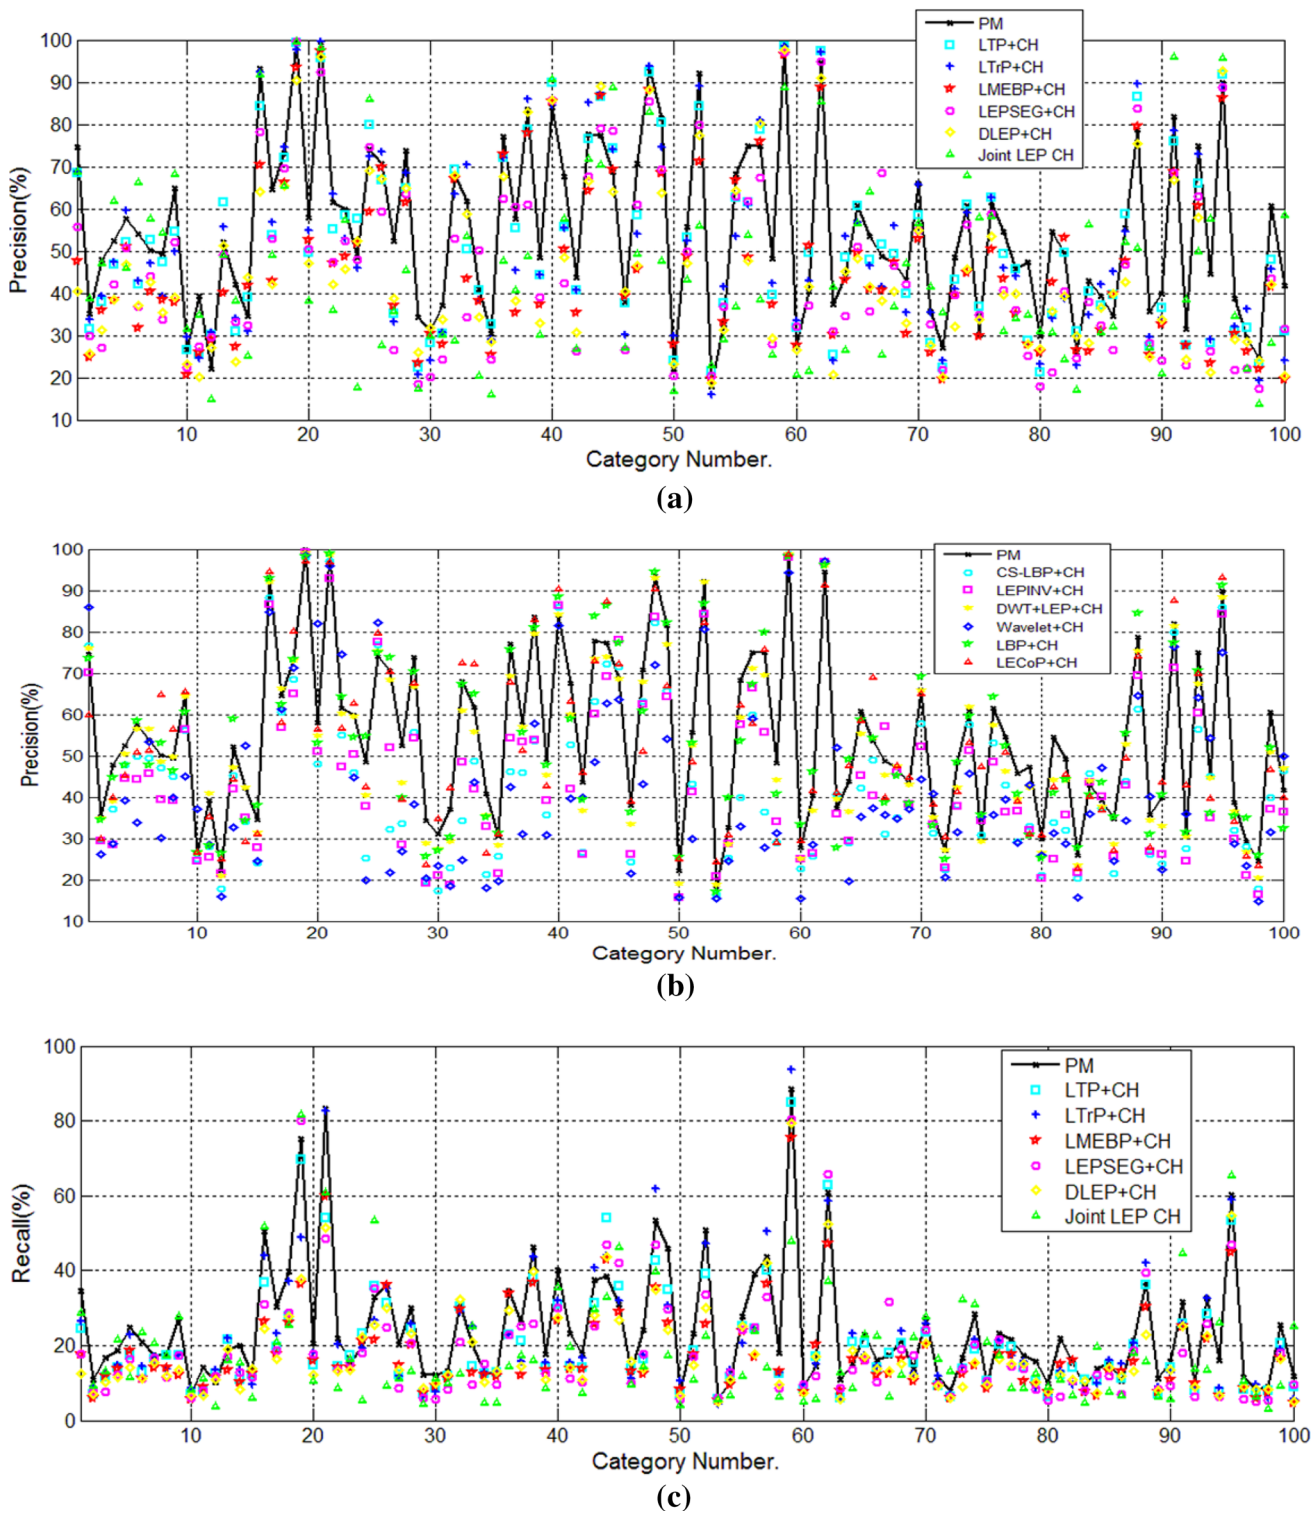 PM
LTP+CH
LTrP+CH
LMEBP+CH
LEPSEG+CH
DLEP+CH
Joint LEP CH
100
90
80
70
60
50
40
30
20
10
Precision(%)
10 20 30 40 50 60 70 80 90 100
Category Number.
(a)
PM
CS-LBP+CH
LEPINV+CH
DWT+LEP+CH
Wavelet+CH
LBP+CH
LECoP+CH
100
90
80
70
60
50
40
30
20
10
Precision(%)
10 20 30 40 50 60 70 80 90 100
Category Number.
(b)
PM
LTP+CH
LTrP+CH
LMEBP+CH
LEPSEG+CH
DLEP+CH
Joint LEP CH
100
80
60
40
20
0
Recall(%)
10 20 30 40 50 60 70 80 90 100
Category Number.
(c)